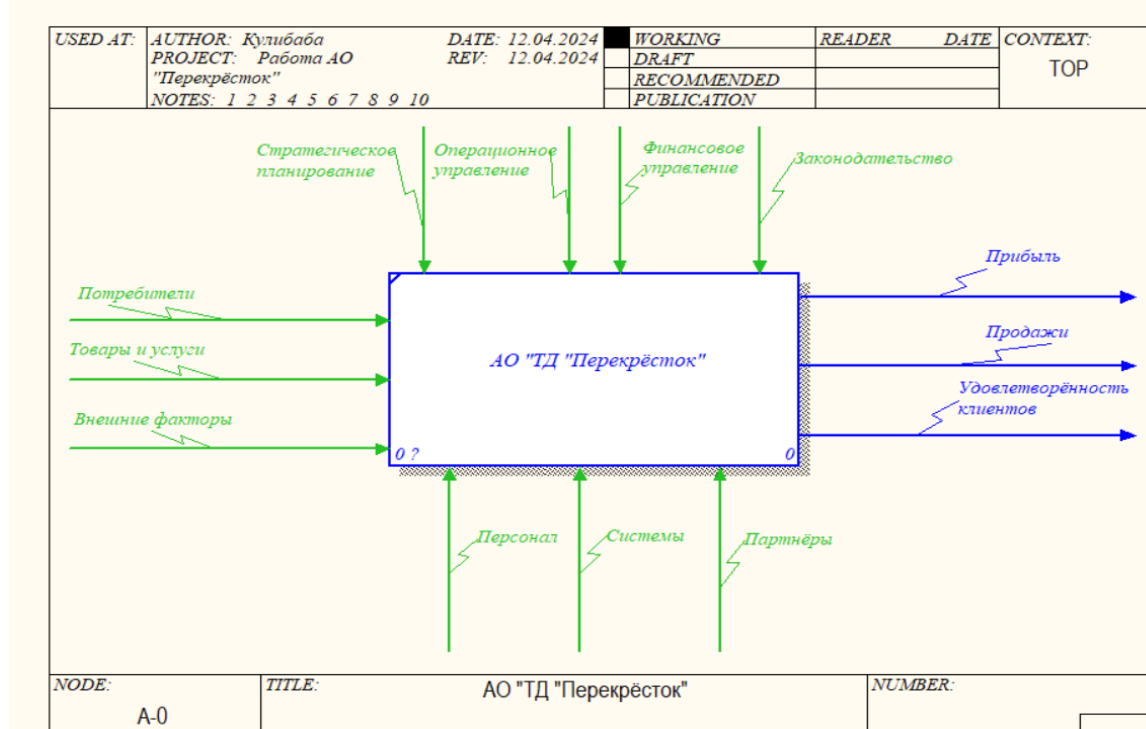 USED AT:
AUTHOR: Кулибаба
DATE: 12.04.2024
PROJECT: Работа АО
REV: 12.04.2024
"Перекрёсток"
NOTES: 1 2 3 4 5 6 7 8 9 10
WORKING
DRAFT
RECOMMENDED
PUBLICATION
READER DATE
CONTEXT:
TOP
Стратегическое
планирование
Операционное
управление
Финансовое
управление
Законодательство
Потребители
Товары и услуги
Внешние факторы
АО "ТД "Перекрёсток"
0 ?
0
Прибыль
Продажи
Удовлетворённость
клиентов
Персонал
Системы
Партнёры
NODE:
A-0
TITLE:
АО "ТД "Перекрёсток"
NUMBER: